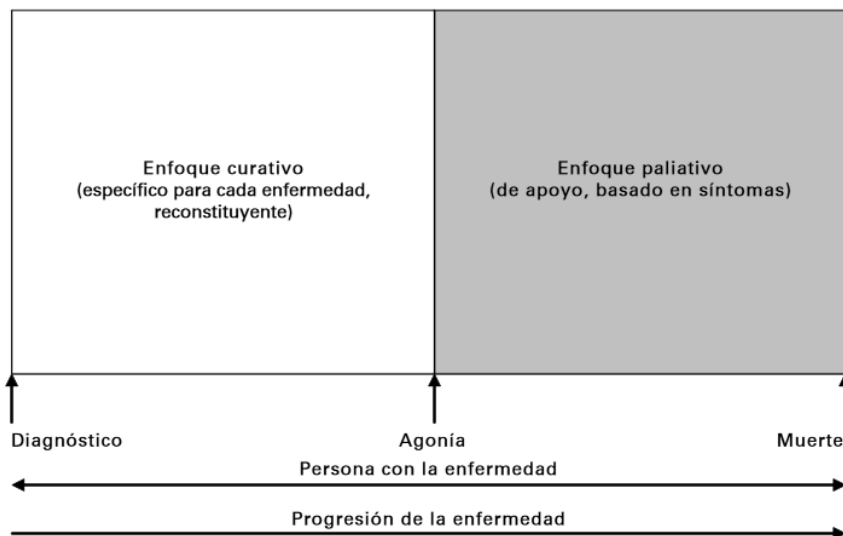 Enfoque curativo
(específico para cada enfermedad,
reconstituyente)
Enfoque paliativo
(de apoyo, basado en síntomas)
Diagnóstico
Agonía
Muerte
Persona con la enfermedad
Progresión de la enfermedad